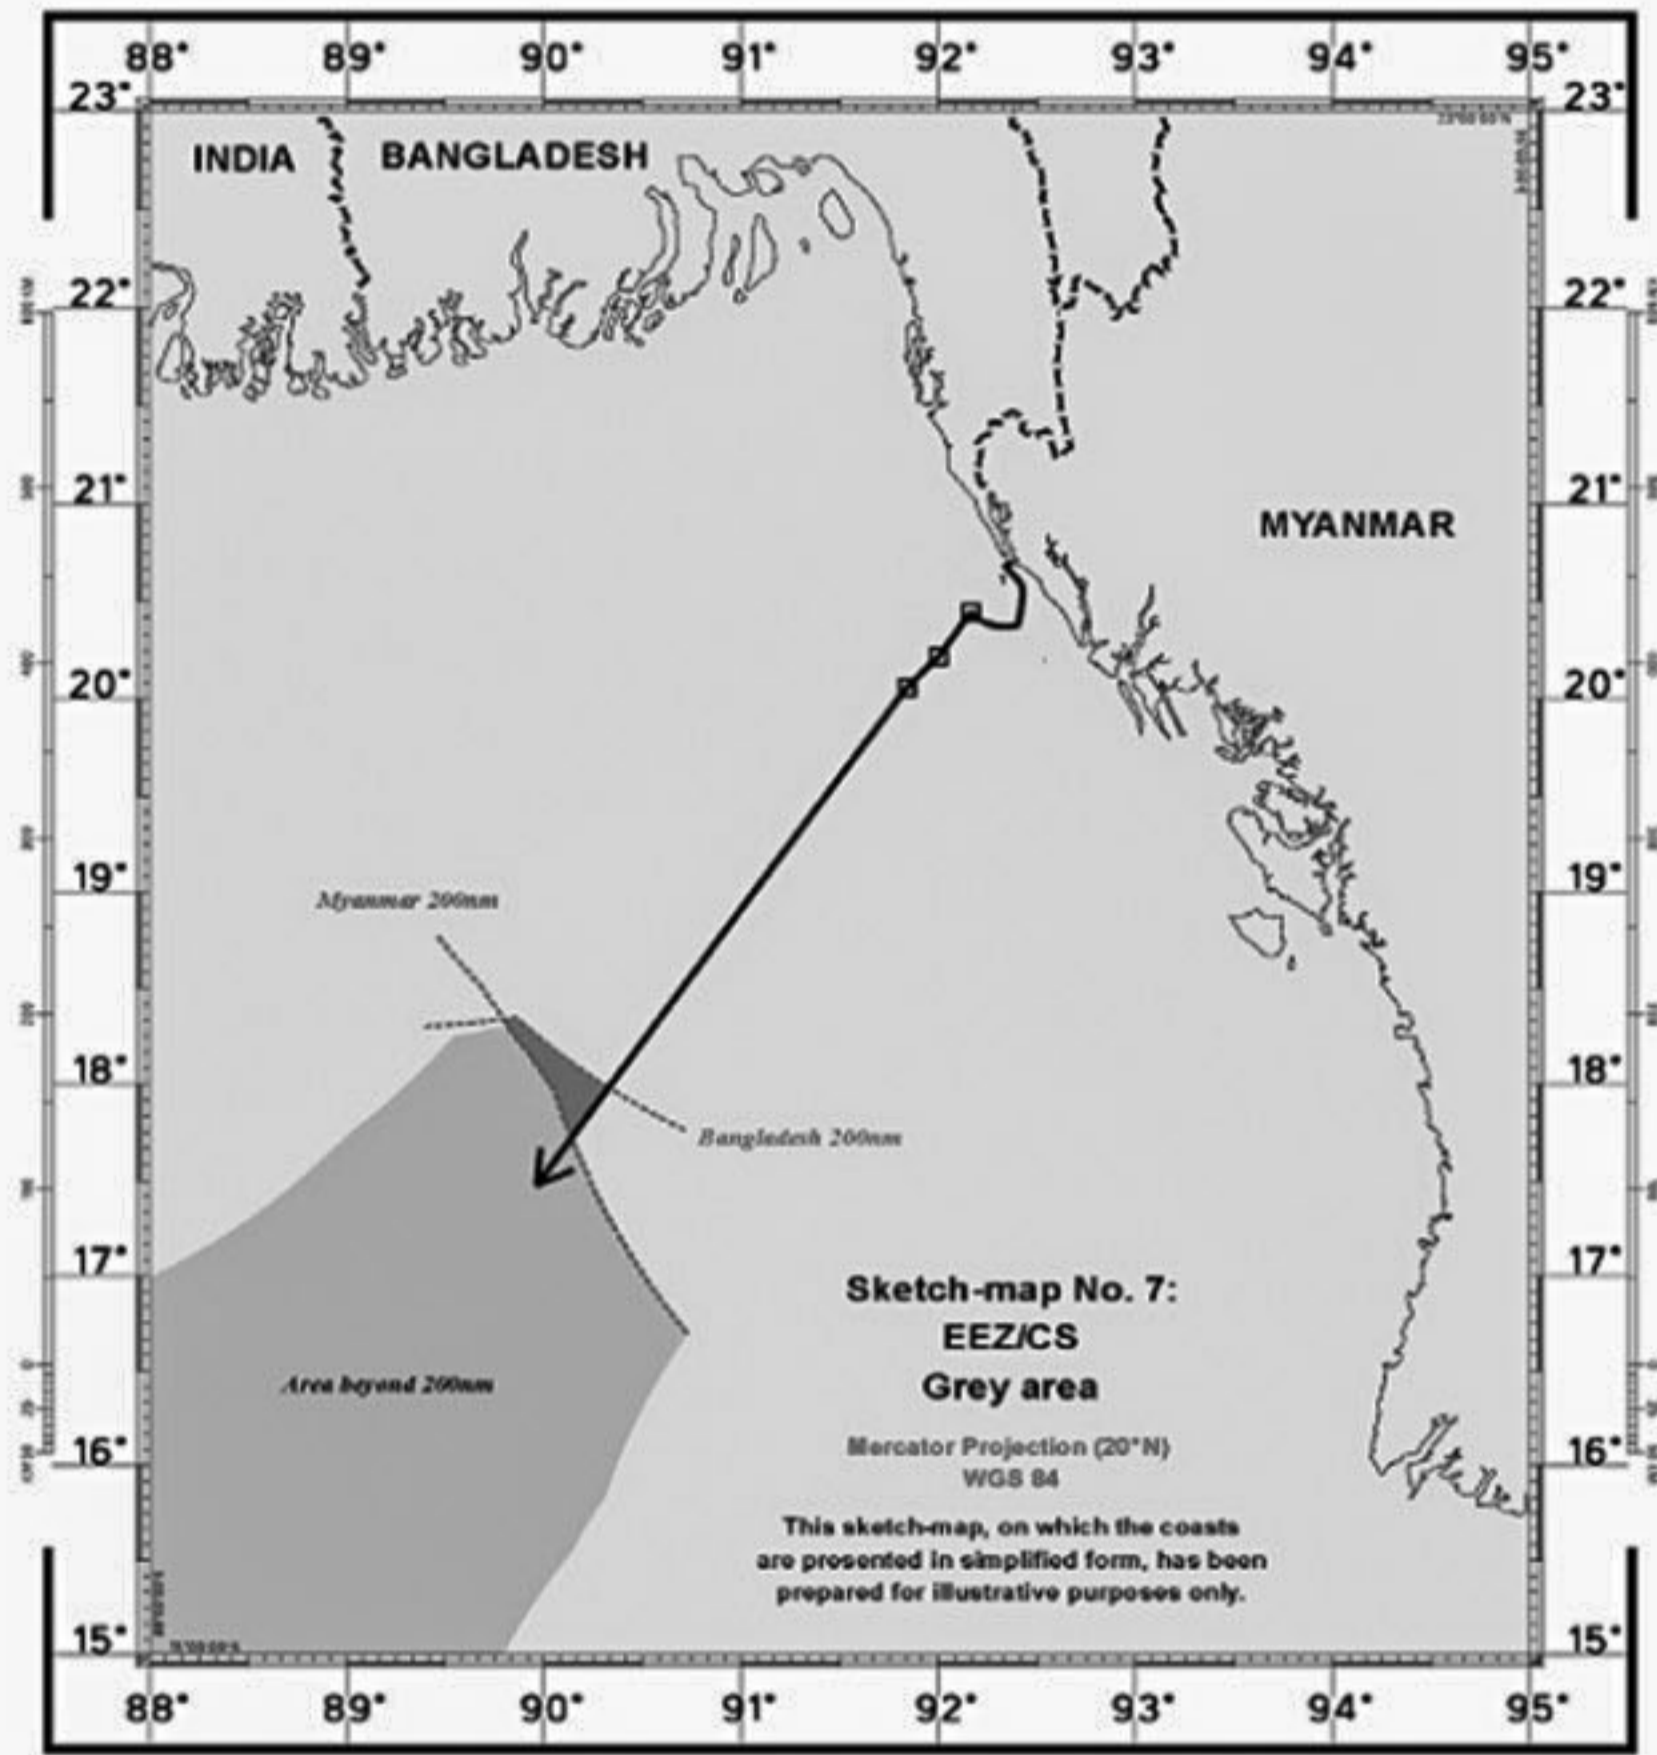 88° 89° 90° 91° 92° 93° 94° 95°
23° 23°
INDIA BANGLADESH
22° 22°
21° 21°
MYANMAR
20° 20°
19° 19°
Myanmar 200nm
18° 18°
Bangladesh 200nm
17° 17°
Sketch-map No. 7:
EEZ/CS
Grey area
Area beyond 200nm
Mercator Projection (20°N)
16° 16°
WGS 84
This sketch-map, on which the coasts
are presented in simplified form, has been
prepared for illustrative purposes only.
15° 15°
88° 89° 90° 91° 92° 93° 94° 95°